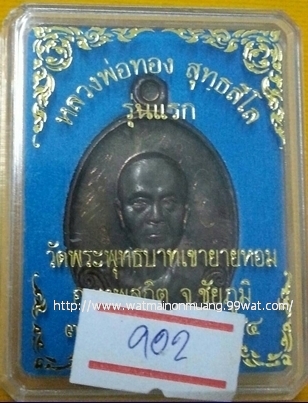 หลวงพ่อทอง สุทธสีโล
รุ่นแรก
วัดพระพุทธบาทเขายายหอม
จ.ชัยภูมิ
http://www.watmainonmuang.99wat.com/
902